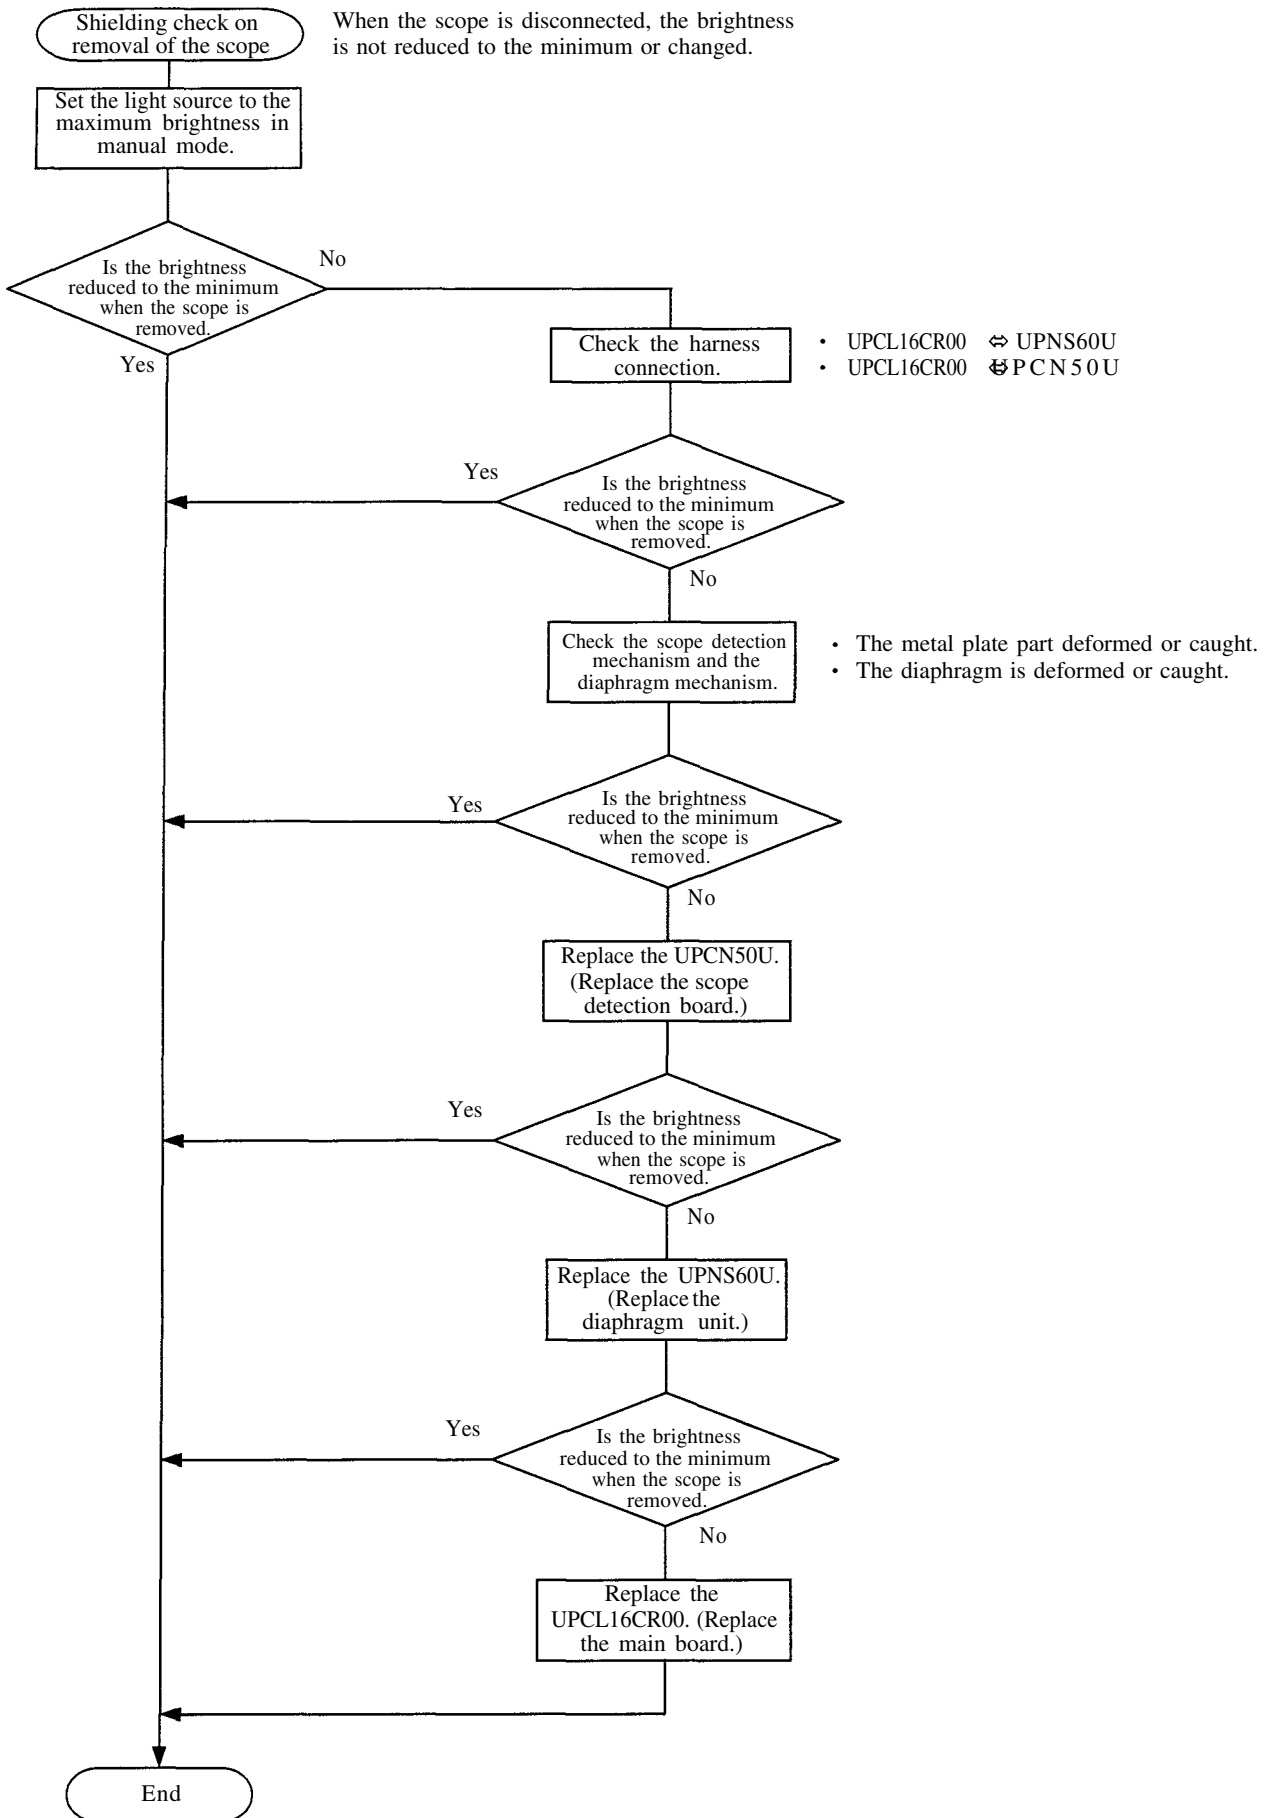 Shielding check on
removal of the scope
When the scope is disconnected, the brightness
is not reduced to the minimum or changed.
Set the light source to the
maximum brightness in
manual mode.
Is the brightness
reduced to the minimum
when the scope is
removed.
No
Yes
Check the harness
connection.
• UPCL16CR00 ⇔ UPNS60U
• UPCL16CR00 ⇔ UPCN50U
Is the brightness
reduced to the minimum
when the scope is
removed.
Yes
No
Check the scope detection
mechanism and the
diaphragm mechanism.
• The metal plate part deformed or caught.
• The diaphragm is deformed or caught.
Is the brightness
reduced to the minimum
when the scope is
removed.
Yes
No
Replace the UPCN50U.
(Replace the scope
detection board.)
Is the brightness
reduced to the minimum
when the scope is
removed.
Yes
No
Replace the UPNS60U.
(Replace the
diaphragm unit.)
Is the brightness
reduced to the minimum
when the scope is
removed.
Yes
No
Replace the
UPCL16CR00. (Replace
the main board.)
End